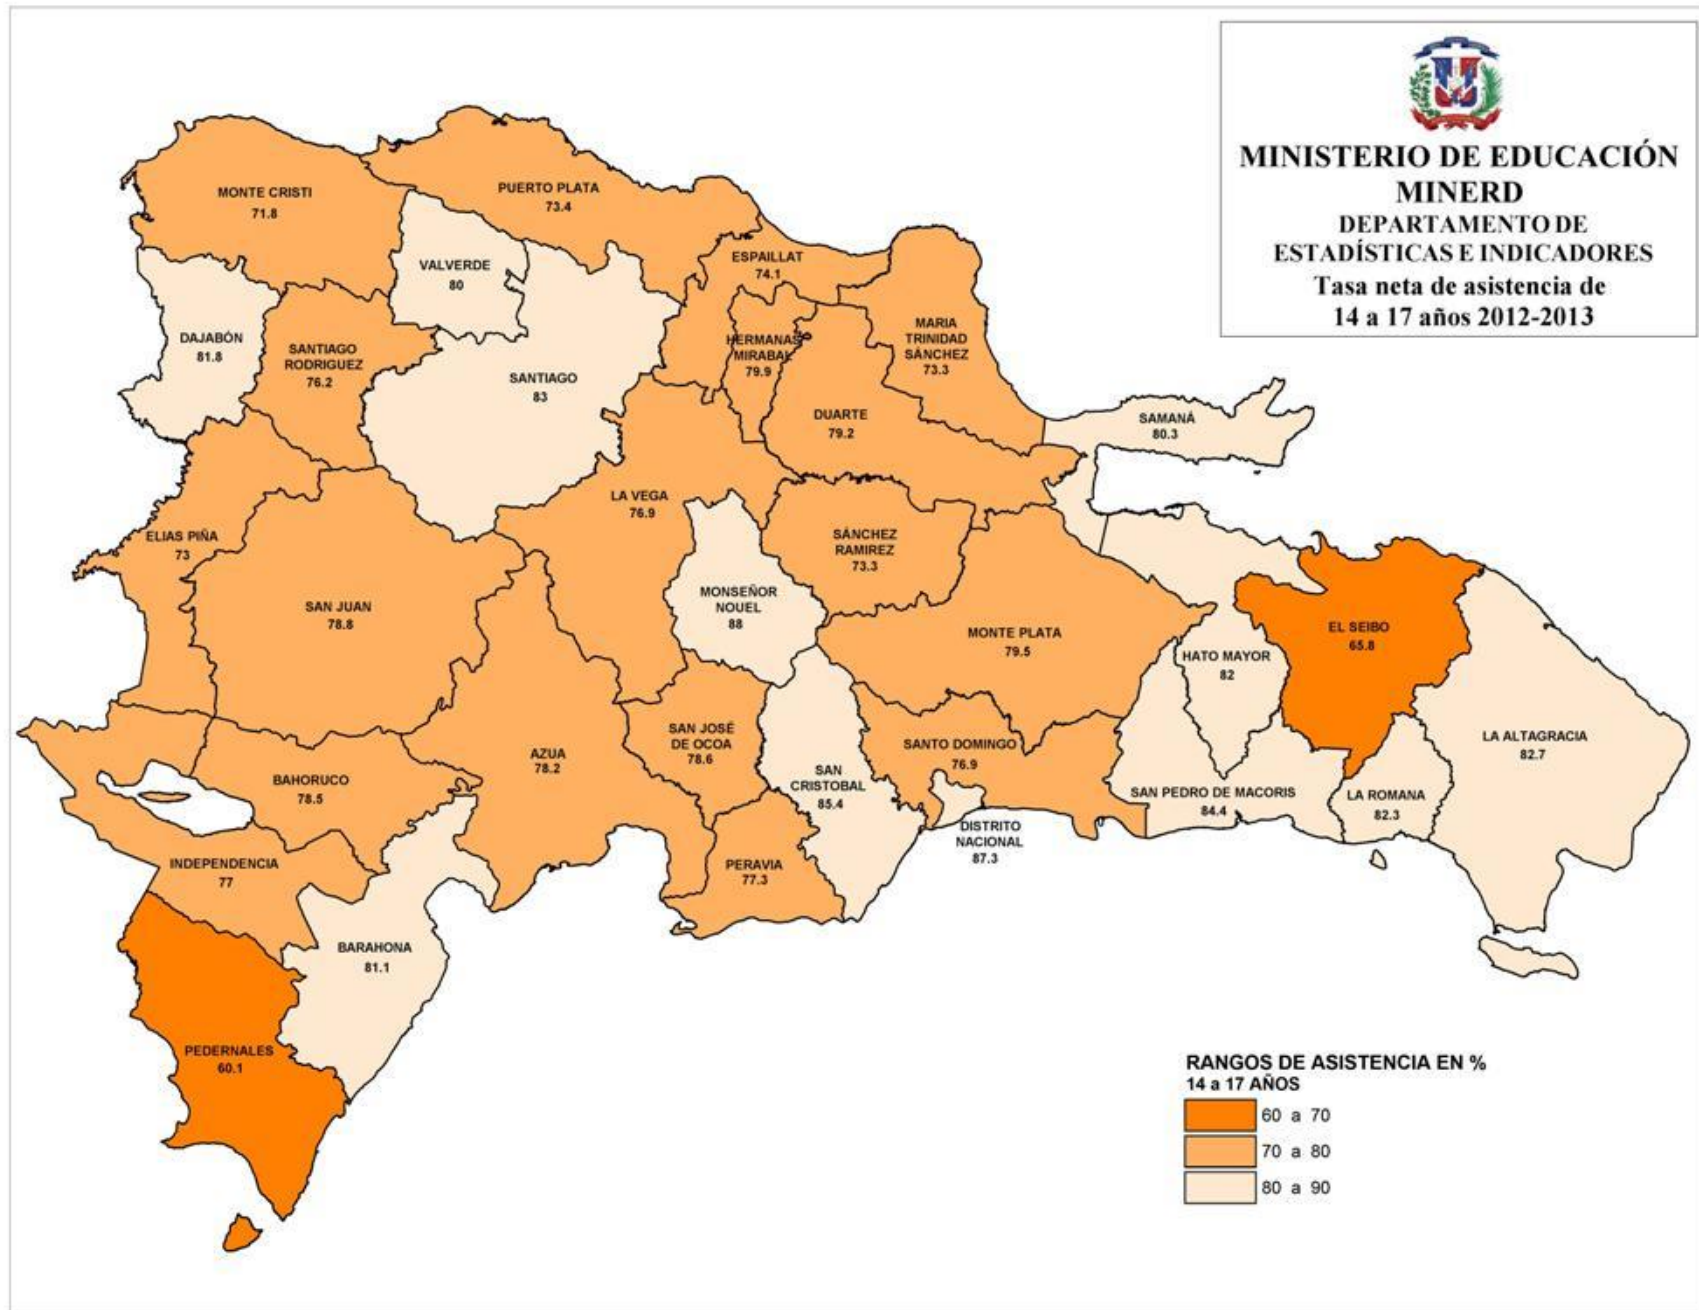 MINISTERIO DE EDUCACIÓN
MINERD
DEPARTAMENTO DE
ESTADÍSTICAS E INDICADORES
Tasa neta de asistencia de
14 a 17 años 2012-2013
MONTE CRISTI
71.8
PUERTO PLATA
73.4
VALVERDE
80
ESPAILLAT
74.1
DAJABÓN
81.8
SANTIAGO
RODRIGUEZ
76.2
SANTIAGO
83
HERMANAS
MIRABAL
79.9
MARIA
TRINIDAD
SÁNCHEZ
73.3
DUARTE
79.2
SAMANÁ
80.3
ELIAS PIÑA
73
LA VEGA
76.9
SÁNCHEZ
RAMIREZ
73.3
SAN JUAN
78.8
MONSEÑOR
NOUEL
88
MONTE PLATA
79.5
HATO MAYOR
82
EL SEIBO
65.8
BAHORUCO
78.5
AZUA
78.2
SAN JOSÉ
DE OCOA
78.6
SAN
CRISTOBAL
85.4
SANTO DOMINGO
76.9
DISTRITO
NACIONAL
87.3
SAN PEDRO DE MACORIS
84.4
LA ROMANA
82.3
LA ALTAGRACIA
82.7
INDEPENDENCIA
77
PERAVIA
77.3
BARAHONA
81.1
PEDERNALES
60.1
RANGOS DE ASISTENCIA EN %
14 a 17 AÑOS
60 a 70
70 a 80
80 a 90